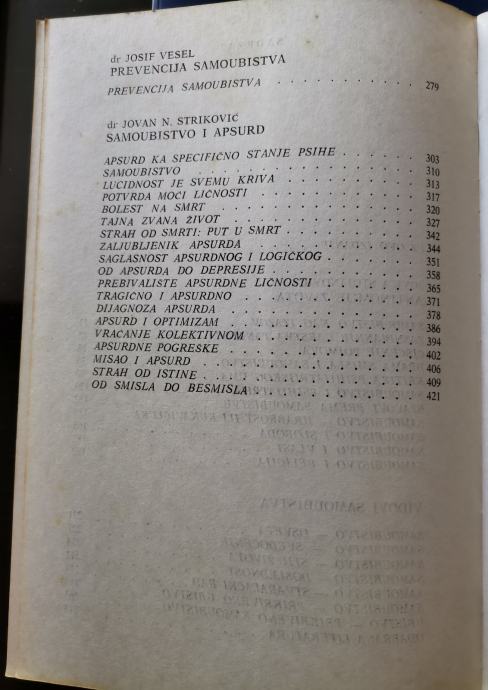 dr JOSIF VESEL
PREVENCIJA SAMOUBISTVA
PREVENCIJA SAMOUBISTVA . . . . . . . . . . 279
dr JOVAN N. STRIKOVIĆ
SAMOUBISTVO I APSURD
APSURD KA SPECIFIČNO STANJE PSIHE . . . . . . 303
SAMOUBISTVO . . . . . . . . . . . . . . . 310
LUCIDNOST JE SVEMU KRIVA . . . . . . . . . . 313
POTVRDA MOĆI LIČNOSTI . . . . . . . . . . . 317
BOLEST NA SMRT . . . . . . . . . . . . . . 320
TAJNA ZVANA ŽIVOT . . . . . . . . . . . . . 327
STRAH OD SMRTI: PUT U SMRT . . . . . . . . . 342
ZALJUBLJENIK APSURDA . . . . . . . . . . . . 344
SAGLASNOST APSURDNOG I LOGIČKOG . . . . . . . 351
OD APSURDA DO DEPRESIJE . . . . . . . . . . 358
PREBIVALIŠTE APSURDNE LIČNOSTI . . . . . . . 365
TRAGIČNO I APSURDNO . . . . . . . . . . . . 371
DIJAGNOZA APSURDA . . . . . . . . . . . . . 378
APSURD I OPTIMIZAM . . . . . . . . . . . . 386
VRAĆANJE KOLEKTIVNOM . . . . . . . . . . . 394
APSURDNE POGREŠKE . . . . . . . . . . . . . 402
MISAO I APSURD . . . . . . . . . . . . . . 406
STRAH OD ISTINE . . . . . . . . . . . . . . 409
OD SMISLA DO BESMISLA . . . . . . . . . . . 421